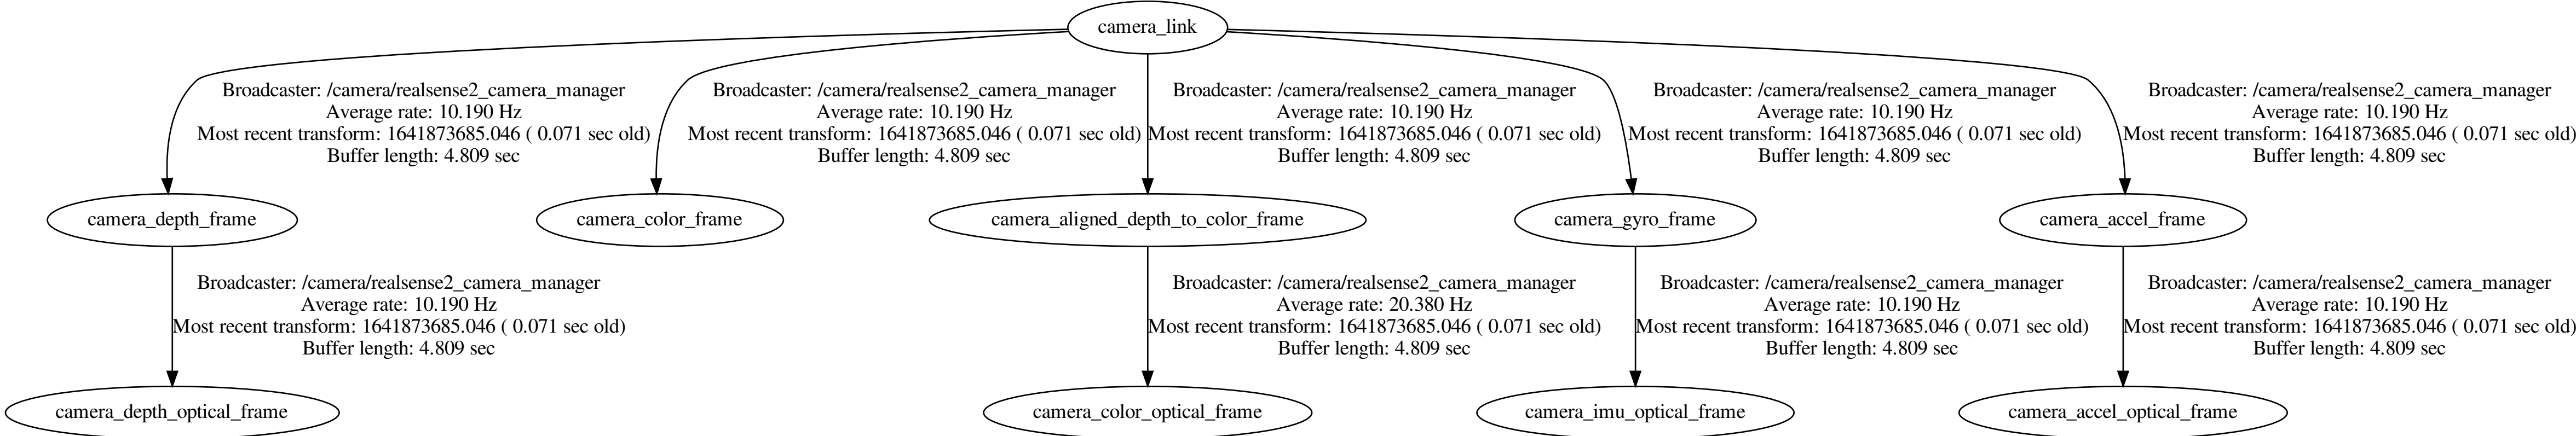 camera_link
Broadcaster: /camera/realsense2_camera_manager
Average rate: 10.190 Hz
Most recent transform: 1641873685.046 ( 0.071 sec old)
Buffer length: 4.809 sec
Broadcaster: /camera/realsense2_camera_manager
Average rate: 10.190 Hz
Most recent transform: 1641873685.046 ( 0.071 sec old)
Buffer length: 4.809 sec
Broadcaster: /camera/realsense2_camera_manager
Average rate: 10.190 Hz
Most recent transform: 1641873685.046 ( 0.071 sec old)
Buffer length: 4.809 sec
Broadcaster: /camera/realsense2_camera_manager
Average rate: 10.190 Hz
Most recent transform: 1641873685.046 ( 0.071 sec old)
Buffer length: 4.809 sec
Broadcaster: /camera/realsense2_camera_manager
Average rate: 10.190 Hz
Most recent transform: 1641873685.046 ( 0.071 sec old)
Buffer length: 4.809 sec
camera_depth_frame
camera_color_frame
camera_aligned_depth_to_color_frame
camera_gyro_frame
camera_accel_frame
Broadcaster: /camera/realsense2_camera_manager
Average rate: 10.190 Hz
Most recent transform: 1641873685.046 ( 0.071 sec old)
Buffer length: 4.809 sec
Broadcaster: /camera/realsense2_camera_manager
Average rate: 20.380 Hz
Most recent transform: 1641873685.046 ( 0.071 sec old)
Buffer length: 4.809 sec
Broadcaster: /camera/realsense2_camera_manager
Average rate: 10.190 Hz
Most recent transform: 1641873685.046 ( 0.071 sec old)
Buffer length: 4.809 sec
Broadcaster: /camera/realsense2_camera_manager
Average rate: 10.190 Hz
Most recent transform: 1641873685.046 ( 0.071 sec old)
Buffer length: 4.809 sec
camera_depth_optical_frame
camera_color_optical_frame
camera_imu_optical_frame
camera_accel_optical_frame